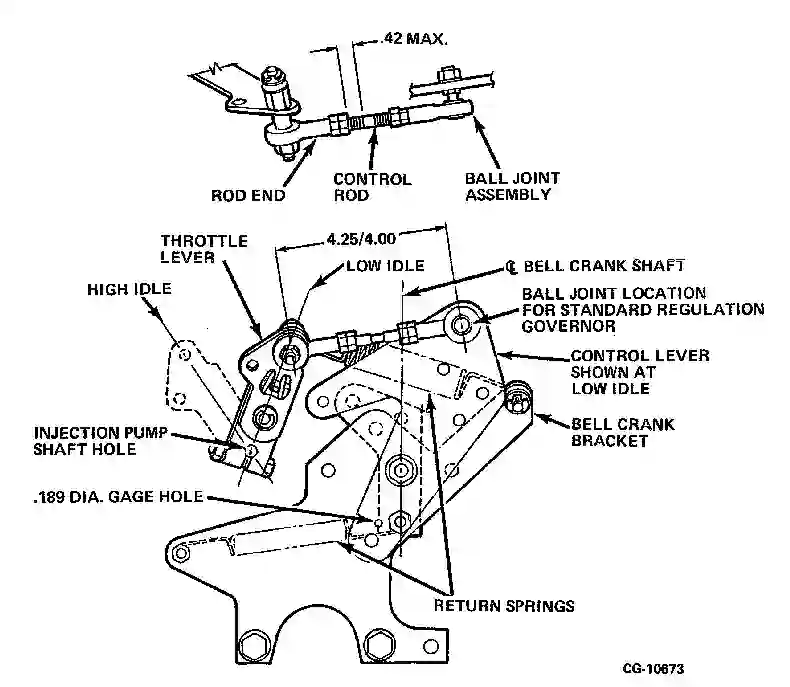 .42 MAX.
ROD END
CONTROL
ROD
BALL JOINT
ASSEMBLY
THROTTLE
LEVER
4.25/4.00
LOW IDLE
℄ BELL CRANK SHAFT
HIGH IDLE
BALL JOINT LOCATION
FOR STANDARD REGULATION
GOVERNOR
CONTROL LEVER
SHOWN AT
LOW IDLE
INJECTION PUMP
SHAFT HOLE
BELL CRANK
BRACKET
.189 DIA. GAGE HOLE
RETURN SPRINGS
CG-10673